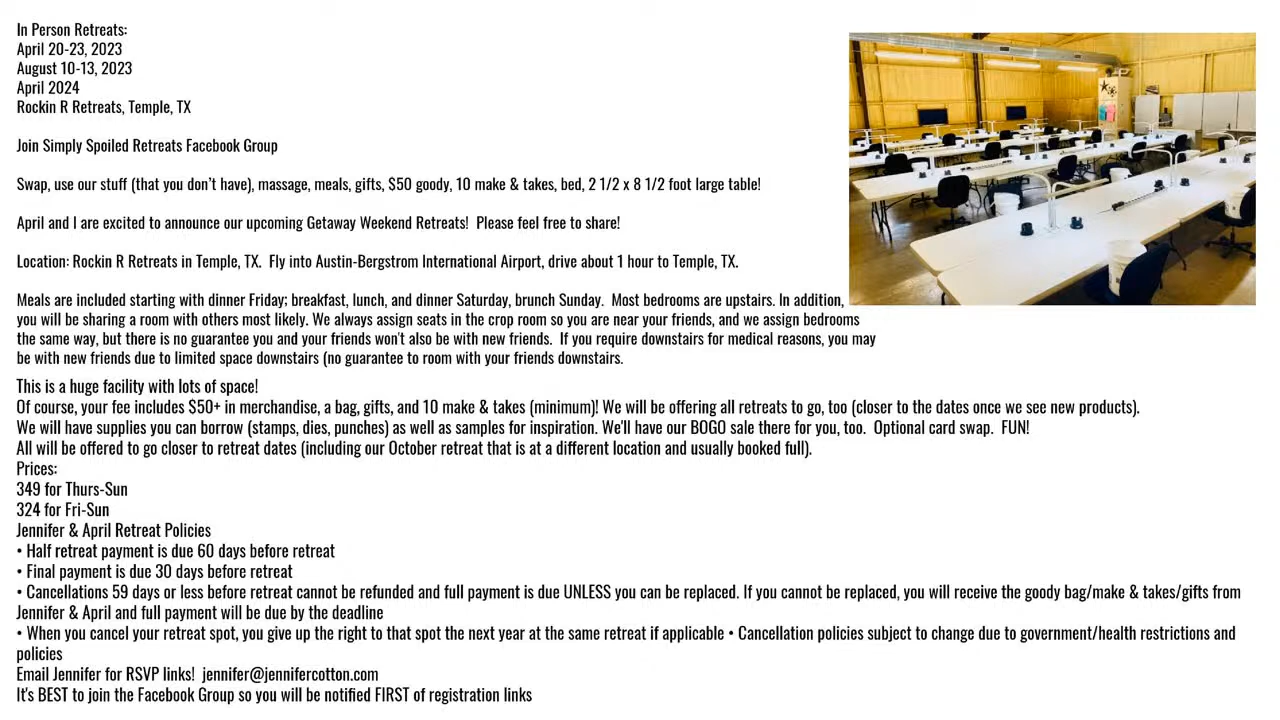 In Person Retreats:
April 20-23, 2023
August 10-13, 2023
April 2024
Rockin R Retreats, Temple, TX
Join Simply Spoiled Retreats Facebook Group
Swap, use our stuff (that you don't have), massage, meals, gifts, $50 goody, 10 make & takes, bed, 2 1/2 x 8 1/2 foot large table!
April and I are excited to announce our upcoming Getaway Weekend Retreats!  Please feel free to share!
Location: Rockin R Retreats in Temple, TX.  Fly into Austin-Bergstrom International Airport, drive about 1 hour to Temple, TX.
Meals are included starting with dinner Friday; breakfast, lunch, and dinner Saturday, brunch Sunday.  Most bedrooms are upstairs. In addition,
you will be sharing a room with others most likely. We always assign seats in the crop room so you are near your friends, and we assign bedrooms
the same way, but there is no guarantee you and your friends won't also be with new friends.  If you require downstairs for medical reasons, you may
be with new friends due to limited space downstairs (no guarantee to room with your friends downstairs.
This is a huge facility with lots of space!
Of course, your fee includes $50+ in merchandise, a bag, gifts, and 10 make & takes (minimum)! We will be offering all retreats to go, too (closer to the dates once we see new products).
We will have supplies you can borrow (stamps, dies, punches) as well as samples for inspiration. We'll have our BOGO sale there for you, too.  Optional card swap.  FUN!
All will be offered to go closer to retreat dates (including our October retreat that is at a different location and usually booked full).
Prices:
349 for Thurs-Sun
324 for Fri-Sun
Jennifer & April Retreat Policies
• Half retreat payment is due 60 days before retreat
• Final payment is due 30 days before retreat
• Cancellations 59 days or less before retreat cannot be refunded and full payment is due UNLESS you can be replaced. If you cannot be replaced, you will receive the goody bag/make & takes/gifts from
Jennifer & April and full payment will be due by the deadline
• When you cancel your retreat spot, you give up the right to that spot the next year at the same retreat if applicable • Cancellation policies subject to change due to government/health restrictions and
policies
Email Jennifer for RSVP links!  jennifer@jennifercotton.com
It's BEST to join the Facebook Group so you will be notified FIRST of registration links